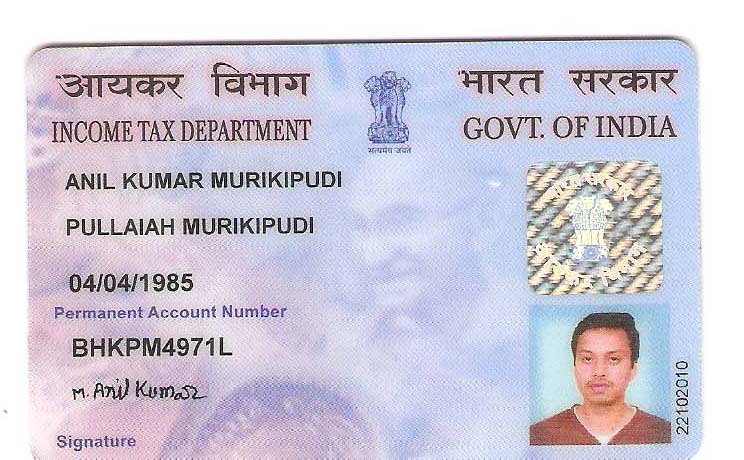 आयकर विभाग
भारत सरकार
INCOME TAX DEPARTMENT
GOVT. OF INDIA
सत्यमेव जयते
ANIL KUMAR MURIKIPUDI
PULLAIAH MURIKIPUDI
04/04/1985
Permanent Account Number
BHKPM4971L
M. Anil Kumar
Signature
22102010